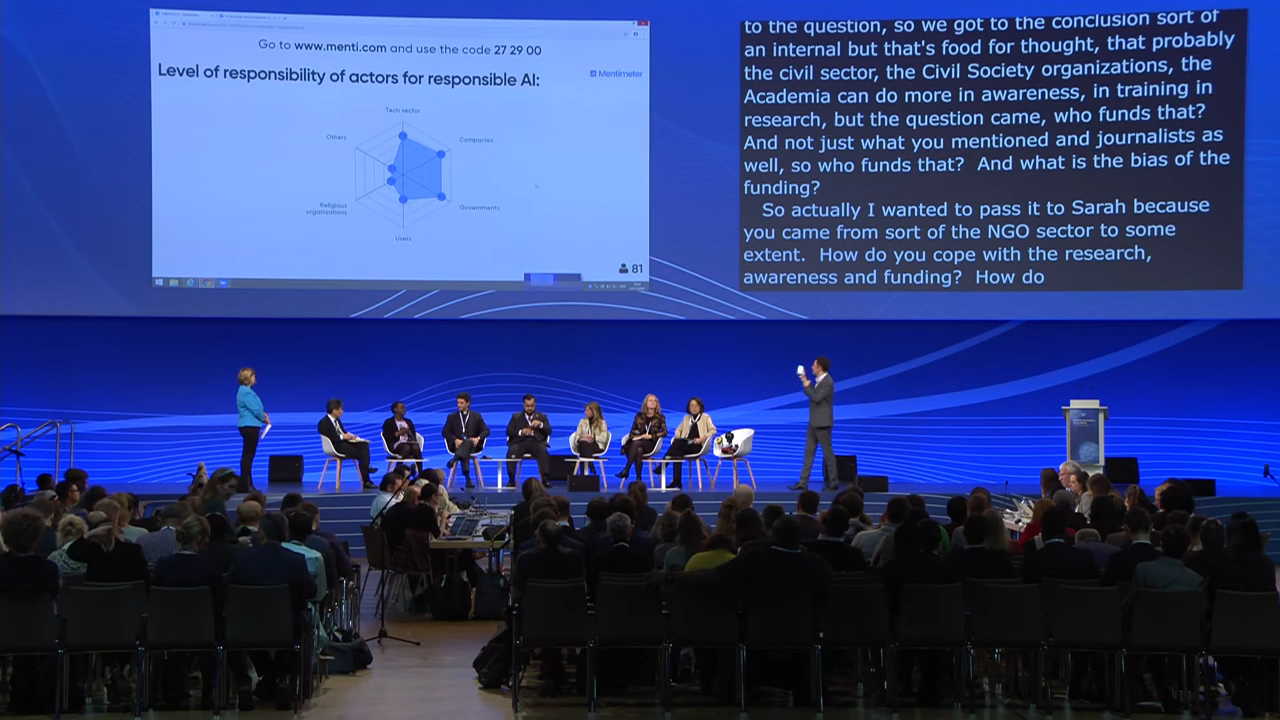 Go to www.menti.com and use the code 27 29 00
Level of responsibility of actors for responsible AI:
Mentimeter
Tech sector
Others
Companies
Religious
organisations
Governments
Users
81
to the question, so we got to the conclusion sort of
an internal but that's food for thought, that probably
the civil sector, the Civil Society organizations, the
Academia can do more in awareness, in training in
research, but the question came, who funds that?
And not just what you mentioned and journalists as
well, so who funds that?  And what is the bias of the
funding?
So actually I wanted to pass it to Sarah because
you came from sort of the NGO sector to some
extent.  How do you cope with the research,
awareness and funding?  How do